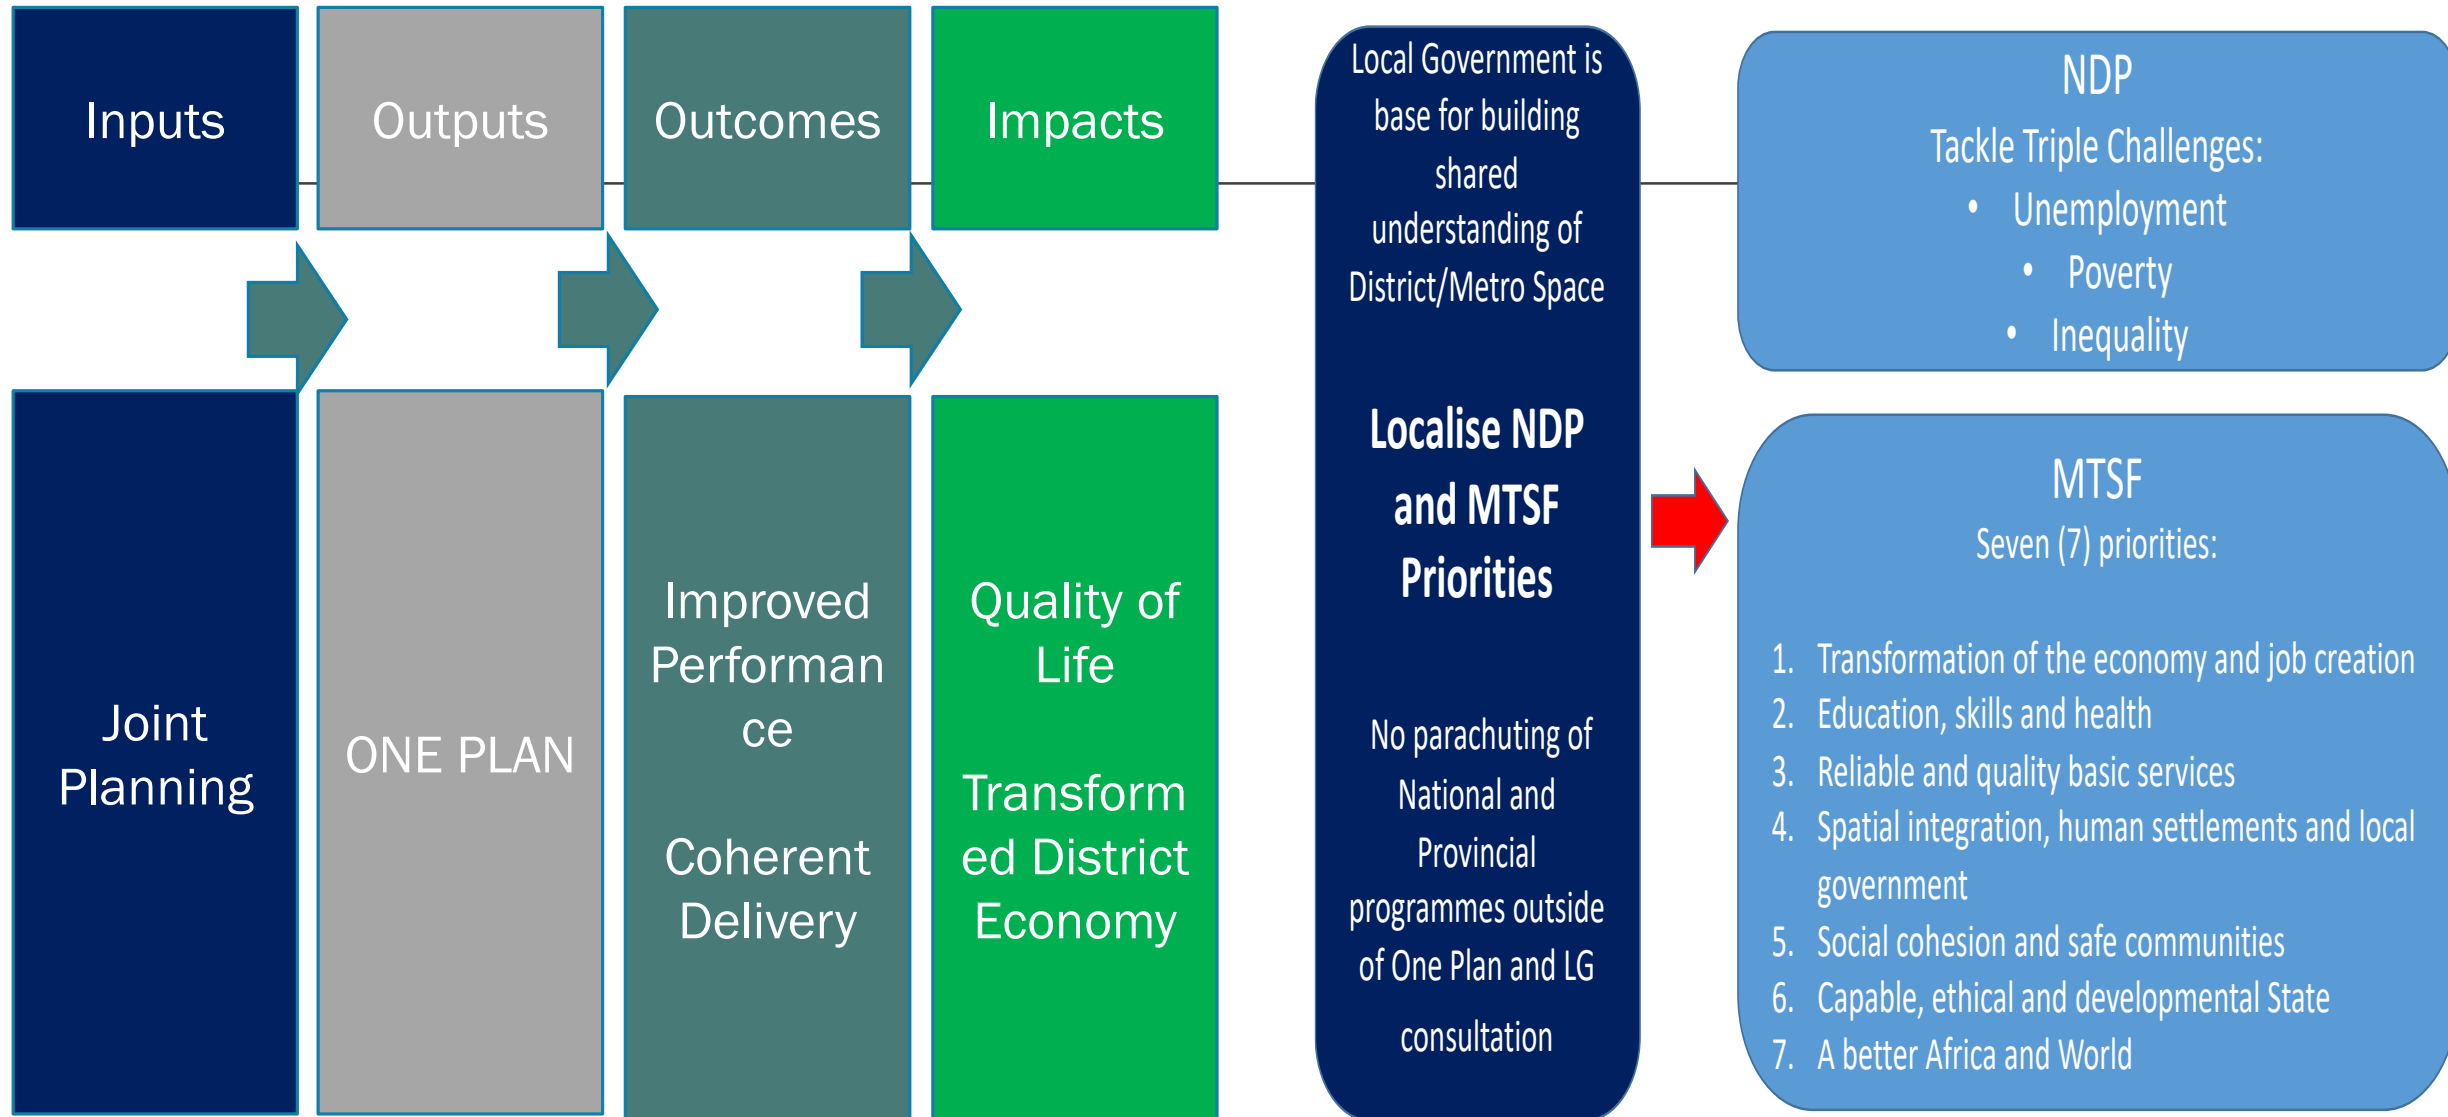 Inputs
Outputs
Outcomes
Impacts
Joint
Planning
ONE PLAN
Improved
Performan
ce
Coherent
Delivery
Quality of
Life
Transform
ed District
Economy
Local Government is
base for building
shared
understanding of
District/Metro Space
Localise NDP
and MTSF
Priorities
No parachuting of
National and
Provincial
programmes outside
of One Plan and LG
consultation
NDP
Tackle Triple Challenges:
• Unemployment
• Poverty
• Inequality
MTSF
Seven (7) priorities:
1. Transformation of the economy and job creation
2. Education, skills and health
3. Reliable and quality basic services
4. Spatial integration, human settlements and local
government
5. Social cohesion and safe communities
6. Capable, ethical and developmental State
7. A better Africa and World